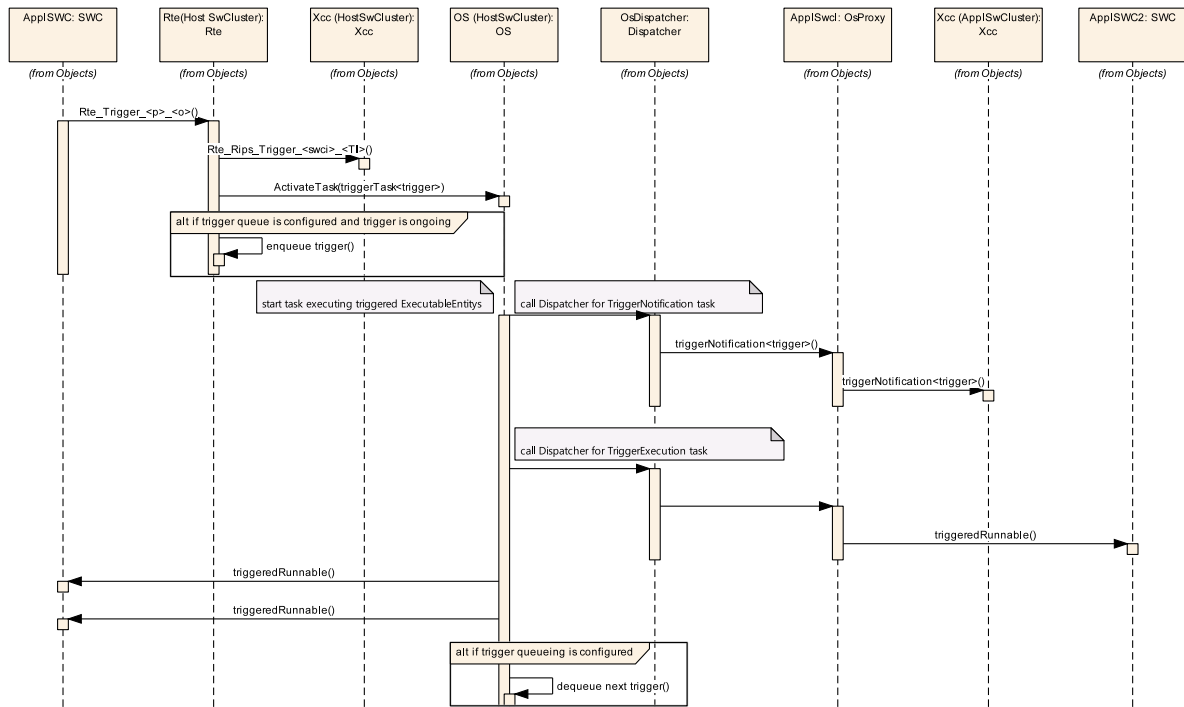 ApplSWC: SWC
Rte(Host SwCluster):
Rte
Xcc (HostSwCluster):
Xcc
OS (HostSwCluster):
OS
OsDispatcher:
Dispatcher
ApplSwcl: OsProxy
Xcc (ApplSwCluster):
Xcc
ApplSWC2: SWC
(from Objects)
(from Objects)
(from Objects)
(from Objects)
(from Objects)
(from Objects)
(from Objects)
(from Objects)
Rte_Trigger_<p>_<o>()
Rte_Rips_Trigger_<swci>_<TI>()
ActivateTask(triggerTask<trigger>)
alt if trigger queue is configured and trigger is ongoing
enqueue trigger()
start task executing triggered ExecutableEntitys
call Dispatcher for TriggerNotification task
triggerNotification<trigger>()
triggerNotification<trigger>()
call Dispatcher for TriggerExecution task
triggeredRunnable()
triggeredRunnable()
triggeredRunnable()
alt if trigger queueing is configured
dequeue next trigger()